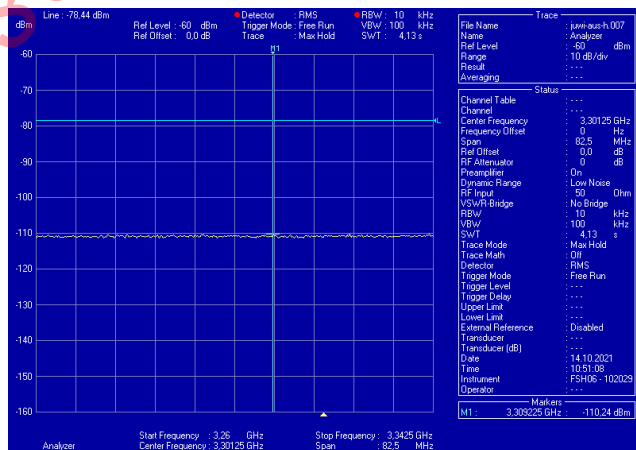 Line : -78,44 dBm
dBm
Ref Level : -60 dBm
Ref Offset : 0,0 dB
Detector : RMS
Trigger Mode : Free Run
Trace : Max Hold
RBW : 10 kHz
VBW : 100 kHz
SWT : 4,13 s
M1
-60
-70
-80
-90
-100
-110
-120
-130
-140
-150
-160
L
Start Frequency : 3,26 GHz
Center Frequency : 3,30125 GHz
Stop Frequency : 3,3425 GHz
Span : 82,5 MHz
Analyzer
Trace
File Name : juwi-aus-h.007
Name : Analyzer
Ref Level : -60 dBm
Range : 10 dB/div
Result : - - -
Averaging : - - -
Status
Channel Table : - - -
Channel : - - -
Center Frequency : 3,30125 GHz
Frequency Offset : 0 Hz
Span : 82,5 MHz
Ref Offset : 0,0 dB
RF Attenuator : 0 dB
Preamplifier : On
Dynamic Range : Low Noise
RF Input : 50 Ohm
VSWR-Bridge : No Bridge
RBW : 10 kHz
VBW : 100 kHz
SWT : 4,13 s
Trace Mode : Max Hold
Trace Math : Off
Detector : RMS
Trigger Mode : Free Run
Trigger Level : - - -
Trigger Delay : - - -
Upper Limit : - - -
Lower Limit : - - -
External Reference : Disabled
Transducer : - - -
Transducer (dB) : - - -
Date : 14.10.2021
Time : 10:51:08
Instrument : FSH06 - 102029
Operator : - - -
Markers
M1 : 3,309225 GHz : -110,24 dBm